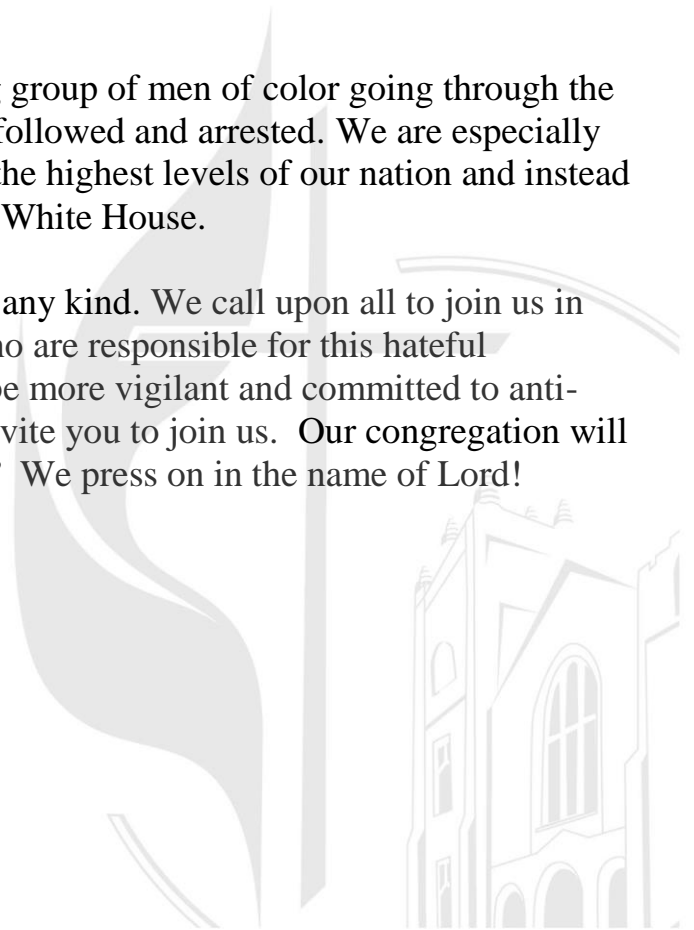 group of men of color going through the
followed and arrested. We are especially
the highest levels of our nation and instead
White House.
any kind. We call upon all to join us in
are responsible for this hateful
more vigilant and committed to anti-
you to join us. Our congregation will
We press on in the name of Lord!